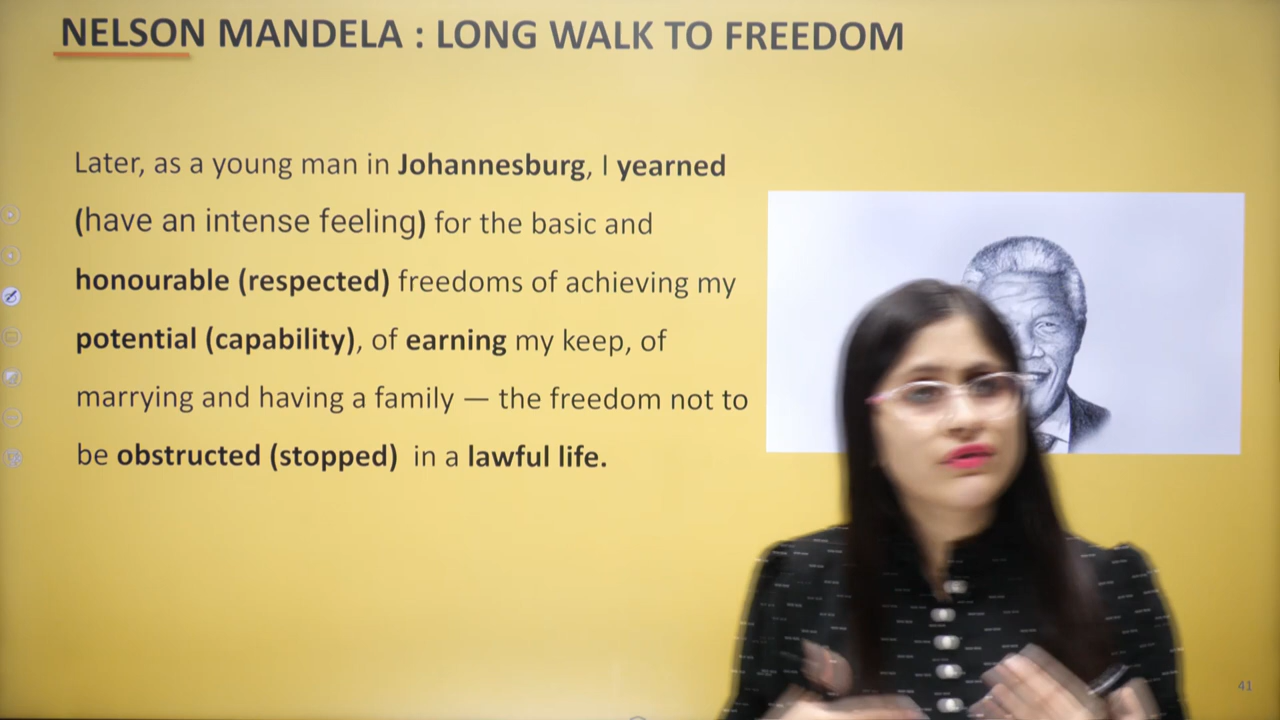 NELSON MANDELA : LONG WALK TO FREEDOM
Later, as a young man in Johannesburg, I yearned
(have an intense feeling) for the basic and
honourable (respected) freedoms of achieving my
potential (capability), of earning my keep, of
marrying and having a family — the freedom not to
be obstructed (stopped) in a lawful life.
41